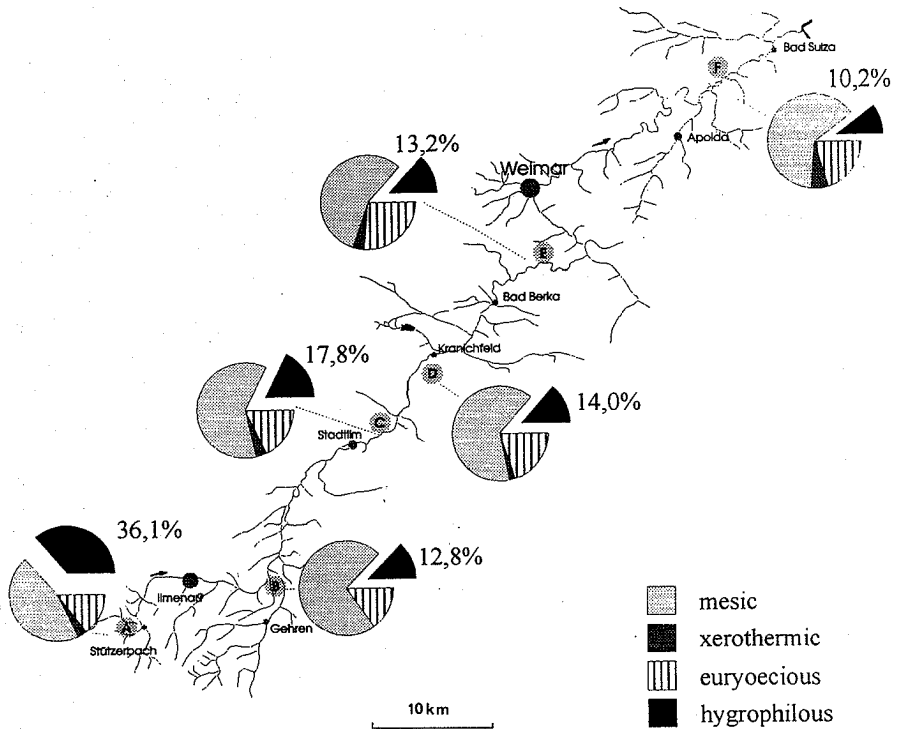 Bad Sulza
F
10,2%
Apolda
13,2%
Weimar
E
Bad Berka
17,8%
Kranichfeld
D
14,0%
C
Stadtilm
36,1%
12,8%
Ilmenau
B
A
Gehren
Stützerbach
mesic
xerothermic
euryoecious
hygrophilous
10 km